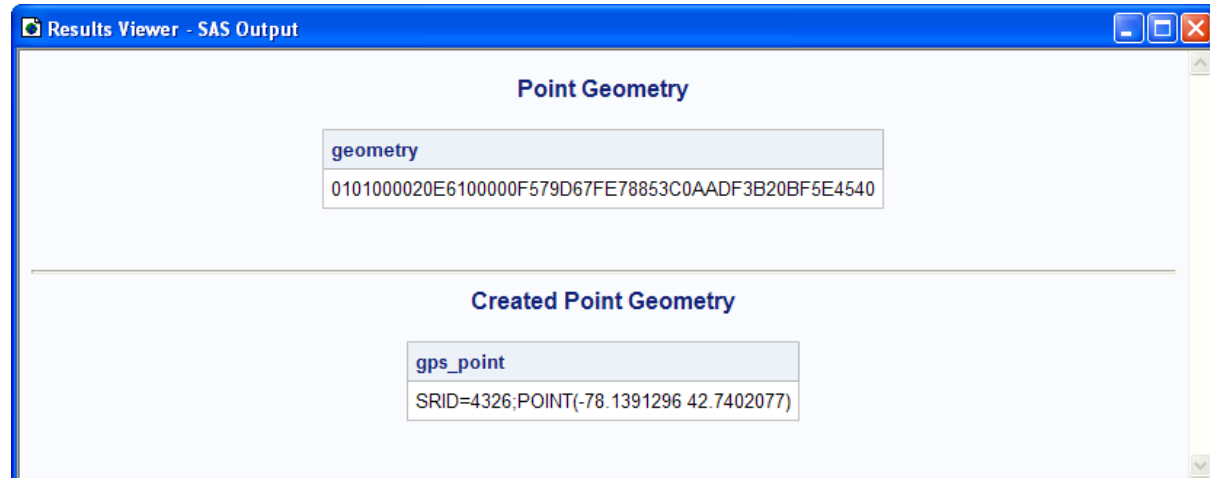 Results Viewer - SAS Output
Point Geometry
geometry
0101000020E6100000F579D67FE78853C0AADF3B20BF5E4540
Created Point Geometry
gps_point
SRID=4326;POINT(-78.1391296 42.7402077)